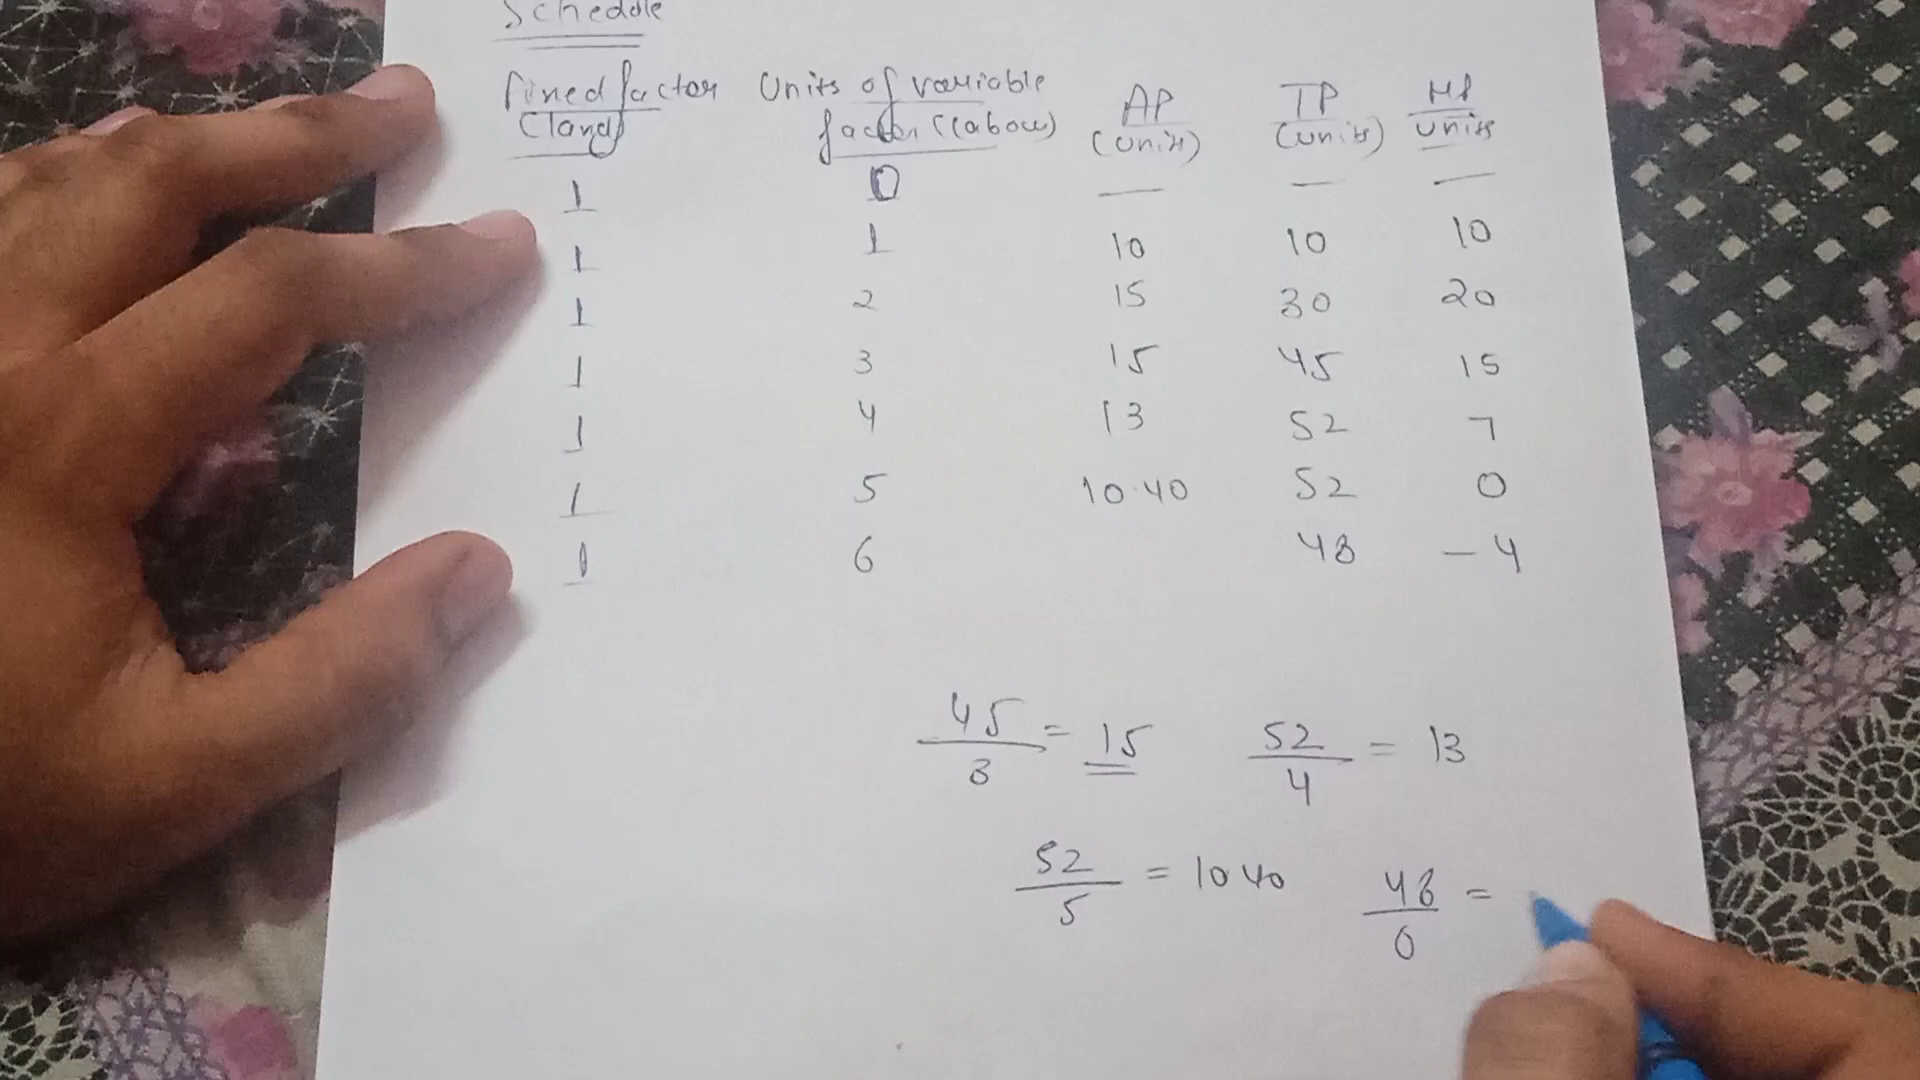 Schedule
fixed factor Units of variable AP TP MP
(land) factor (labour) (units) (units) units
1 0 — — —
1 1 10 10 10
1 2 15 30 20
1 3 15 45 15
1 4 13 52 7
1 5 10.40 52 0
1 6 48 -4
45/3 = 15 52/4 = 13
52/5 = 10 40 48/6 =